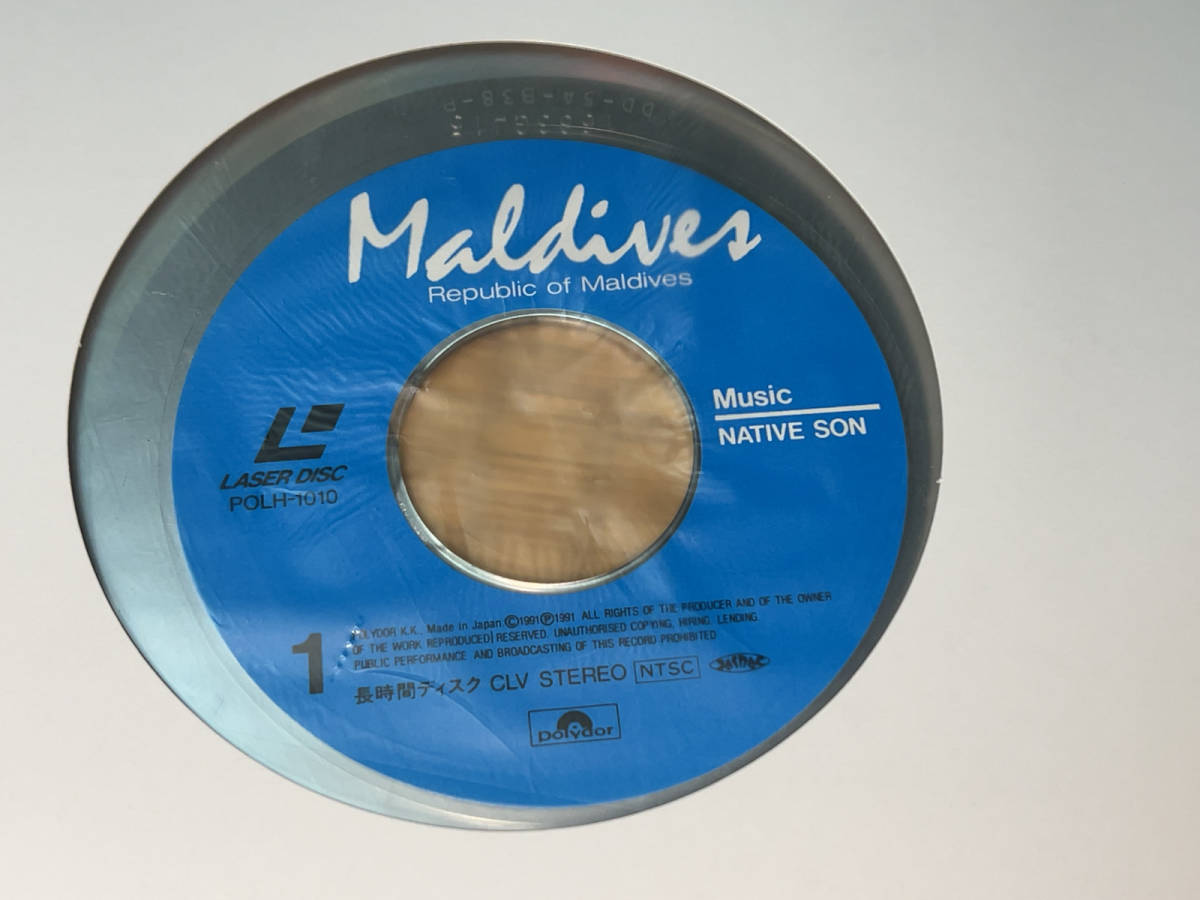 Maldives
Republic of Maldives
Music
NATIVE SON
LASER DISC
POLH-1010
1
POLYDOR K.K., Made in Japan Ⓒ1991Ⓟ1991 ALL RIGHTS OF THE PRODUCER AND OF THE OWNER
OF THE WORK REPRODUCED RESERVED. UNAUTHORISED COPYING, HIRING, LENDING,
PUBLIC PERFORMANCE AND BROADCASTING OF THIS RECORD PROHIBITED
長時間ディスク CLV STEREO NTSC
polydor